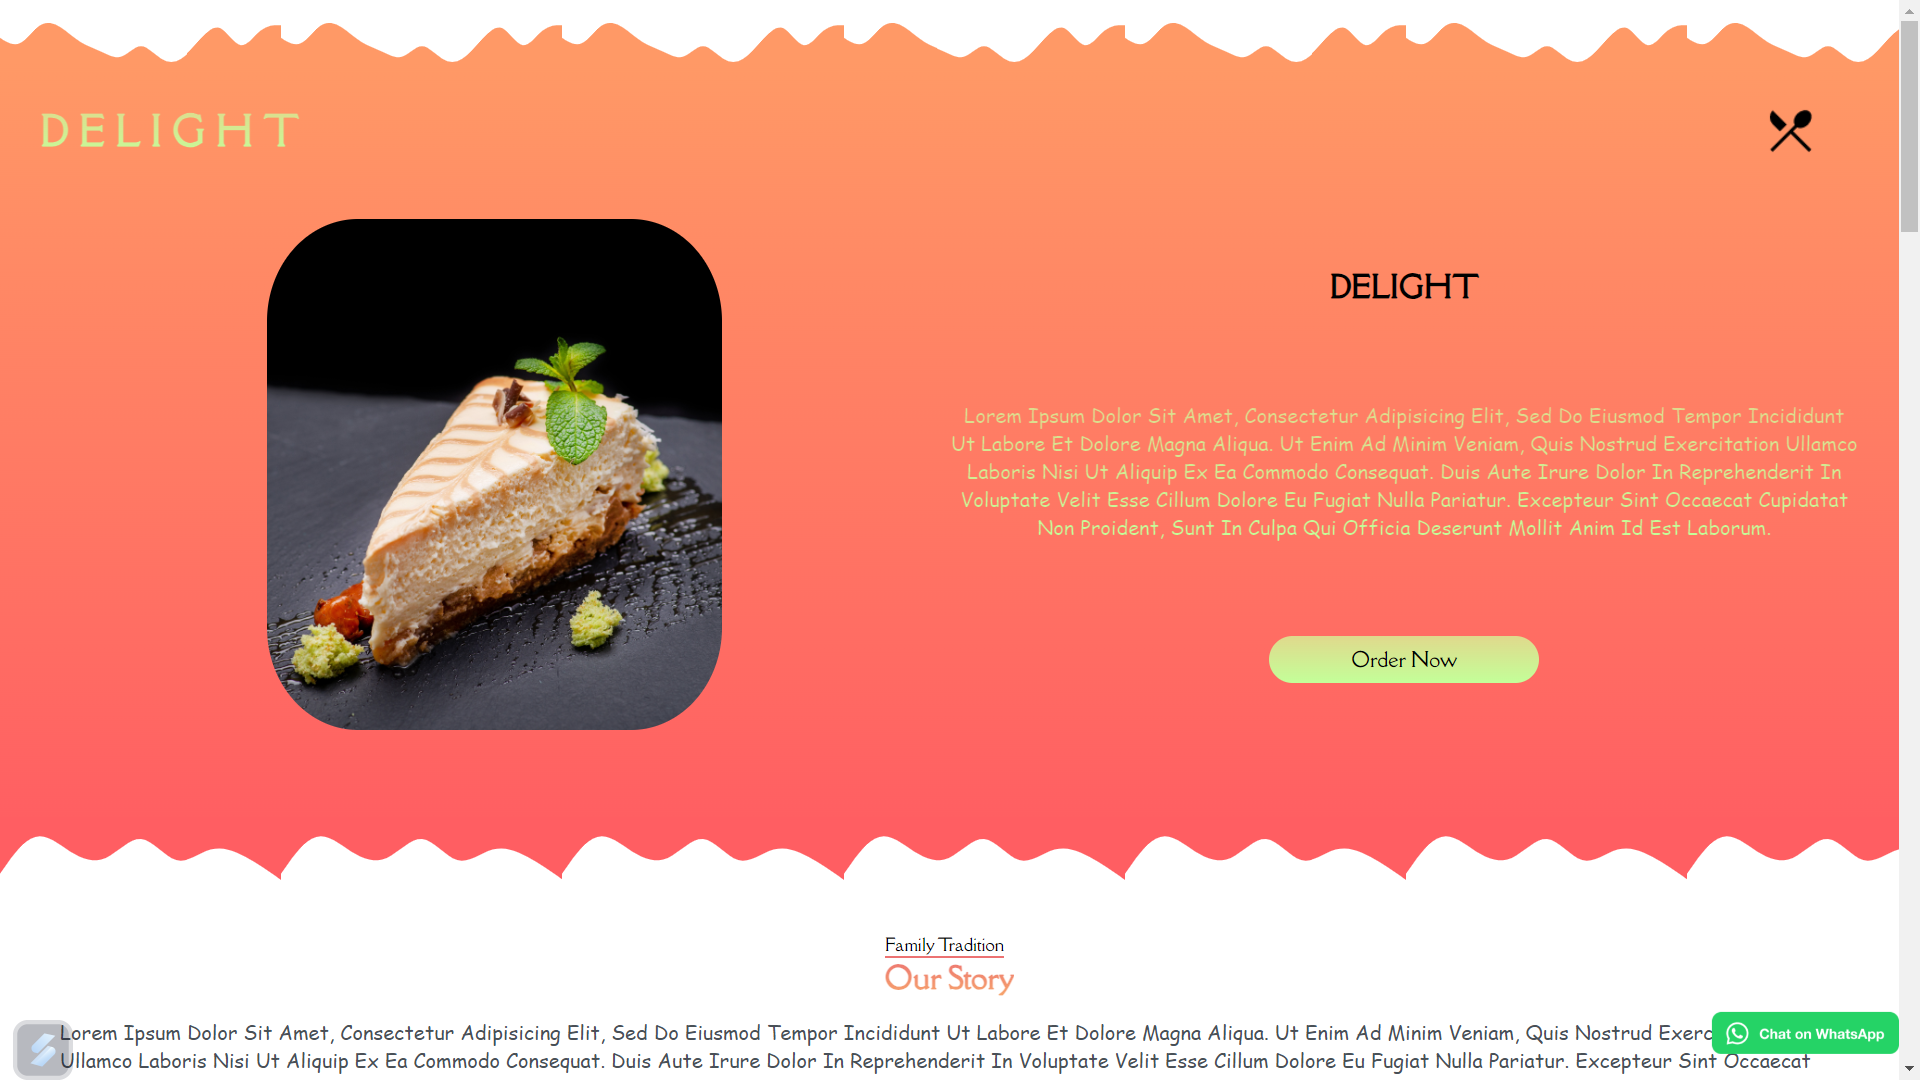 DELIGHT
DELIGHT
Lorem Ipsum Dolor Sit Amet, Consectetur Adipisicing Elit, Sed Do Eiusmod Tempor Incididunt
Ut Labore Et Dolore Magna Aliqua. Ut Enim Ad Minim Veniam, Quis Nostrud Exercitation Ullamco
Laboris Nisi Ut Aliquip Ex Ea Commodo Consequat. Duis Aute Irure Dolor In Reprehenderit In
Voluptate Velit Esse Cillum Dolore Eu Fugiat Nulla Pariatur. Excepteur Sint Occaecat Cupidatat
Non Proident, Sunt In Culpa Qui Officia Deserunt Mollit Anim Id Est Laborum.
Order Now
Family Tradition
Our Story
Lorem Ipsum Dolor Sit Amet, Consectetur Adipisicing Elit, Sed Do Eiusmod Tempor Incididunt Ut Labore Et Dolore Magna Aliqua. Ut Enim Ad Minim Veniam, Quis Nostrud
Chat on WhatsApp
Ullamco Laboris Nisi Ut Aliquip Ex Ea Commodo Consequat. Duis Aute Irure Dolor In Reprehenderit In Voluptate Velit Esse Cillum Dolore Eu Fugiat Nulla Pariatur. Excepteur Sint Occaecat